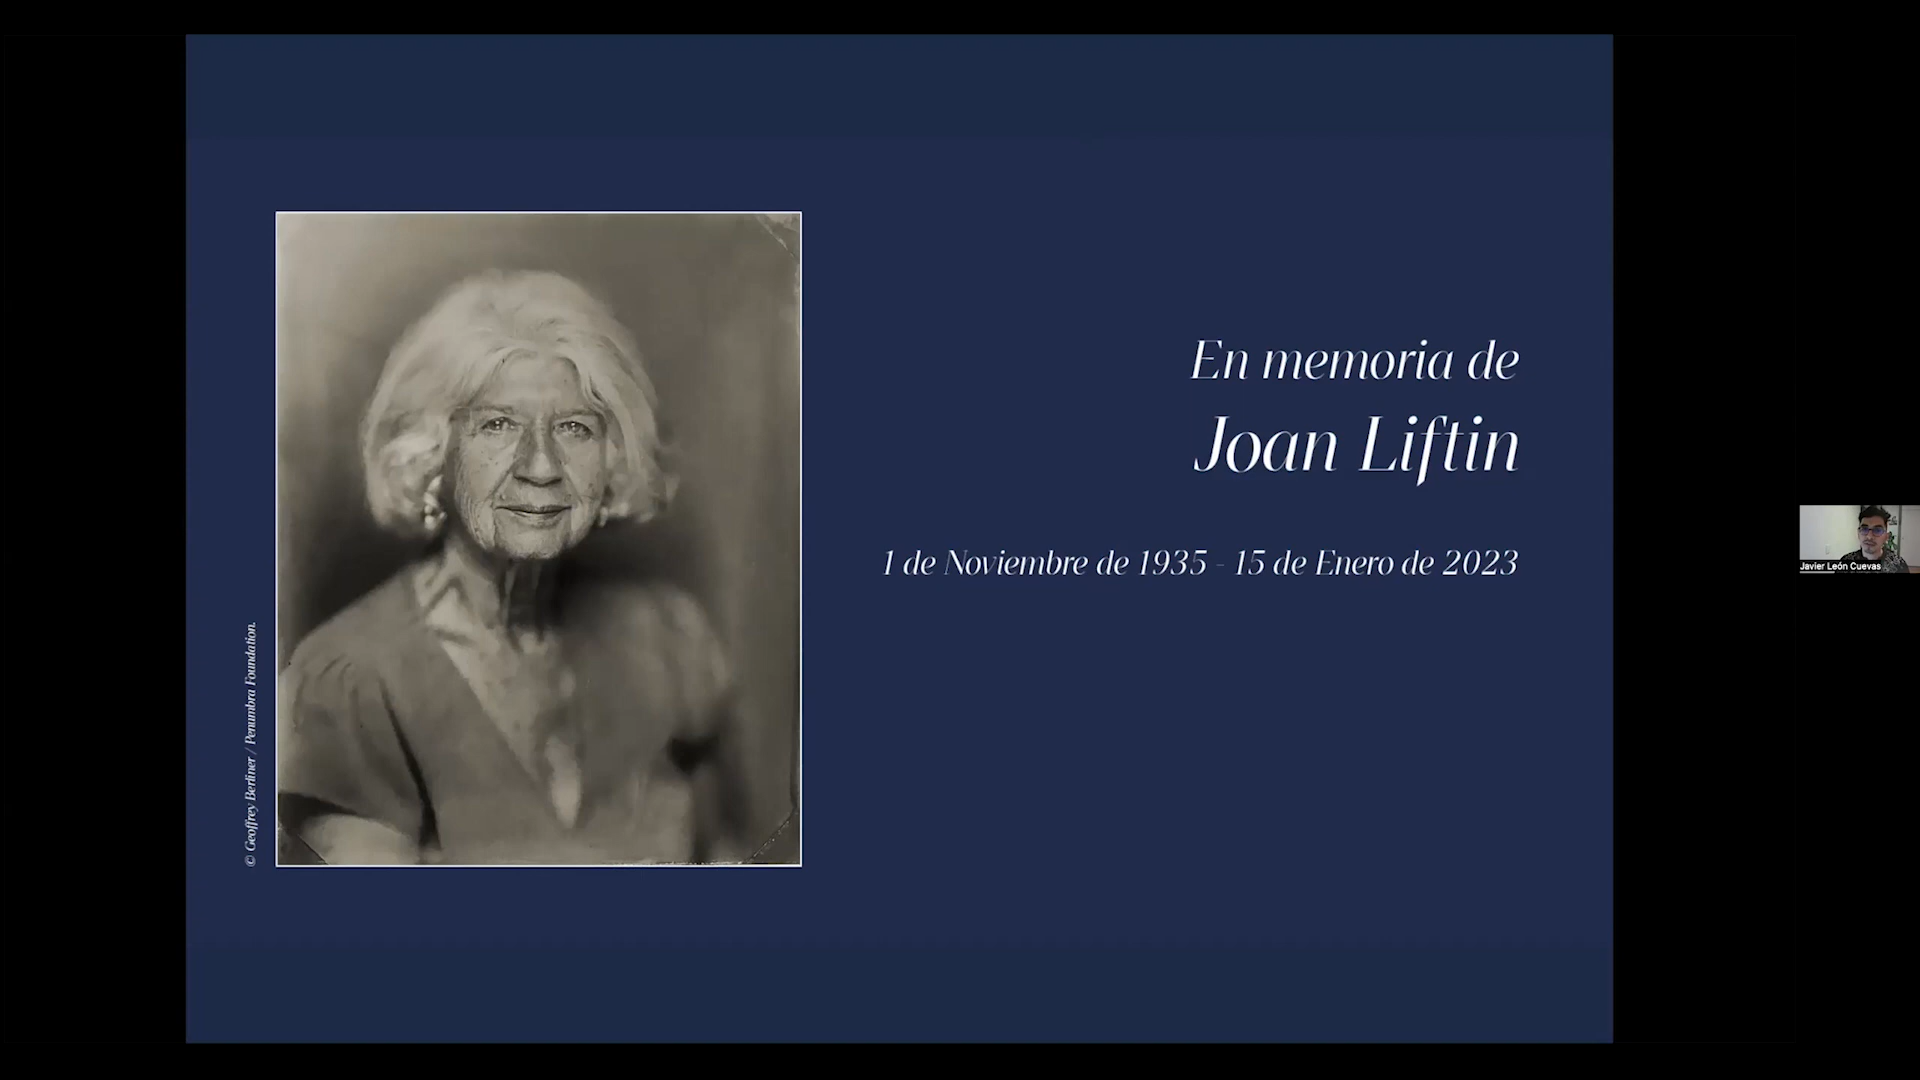 En memoria de
Joan Liftin
1 de Noviembre de 1935 - 15 de Enero de 2023
© Geoffrey Berliner / Penumbra Foundation.
Javier León Cuevas